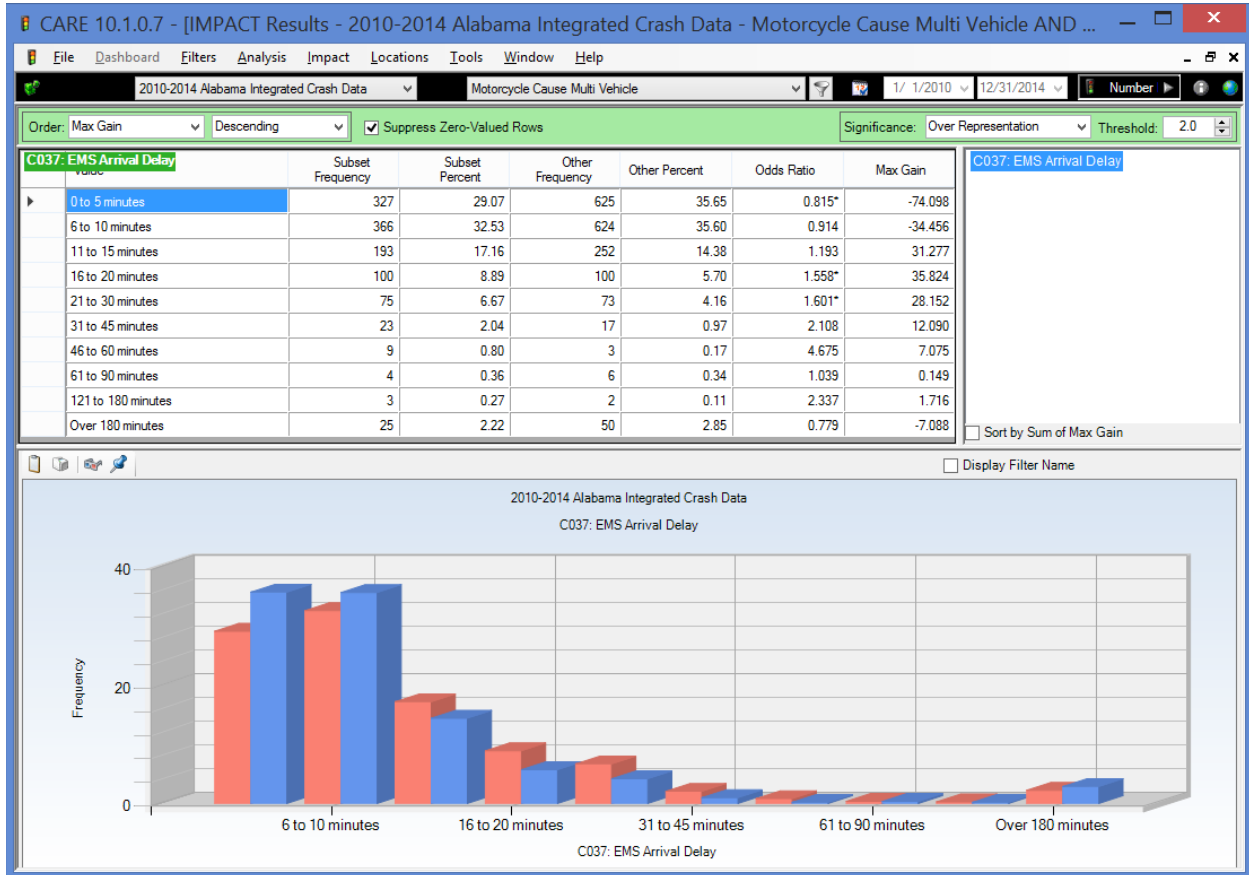 CARE 10.1.0.7 - [IMPACT Results - 2010-2014 Alabama Integrated Crash Data - Motorcycle Cause Multi Vehicle AND ...
File Dashboard Filters Analysis Impact Locations Tools Window Help
2010-2014 Alabama Integrated Crash Data Motorcycle Cause Multi Vehicle 1/ 1/2010 12/31/2014 Number
Order: Max Gain Descending Suppress Zero-Valued Rows Significance: Over Representation Threshold: 2.0
C037: EMS Arrival Delay Subset Frequency Subset Percent Other Frequency Other Percent Odds Ratio Max Gain C037: EMS Arrival Delay
0 to 5 minutes 327 29.07 625 35.65 0.815* -74.098
6 to 10 minutes 366 32.53 624 35.60 0.914 -34.456
11 to 15 minutes 193 17.16 252 14.38 1.193 31.277
16 to 20 minutes 100 8.89 100 5.70 1.558* 35.824
21 to 30 minutes 75 6.67 73 4.16 1.601* 28.152
31 to 45 minutes 23 2.04 17 0.97 2.108 12.090
46 to 60 minutes 9 0.80 3 0.17 4.675 7.075
61 to 90 minutes 4 0.36 6 0.34 1.039 0.149
121 to 180 minutes 3 0.27 2 0.11 2.337 1.716
Over 180 minutes 25 2.22 50 2.85 0.779 -7.088
Sort by Sum of Max Gain
Display Filter Name
2010-2014 Alabama Integrated Crash Data
C037: EMS Arrival Delay
40
20
0
Frequency
6 to 10 minutes 16 to 20 minutes 31 to 45 minutes 61 to 90 minutes Over 180 minutes
C037: EMS Arrival Delay